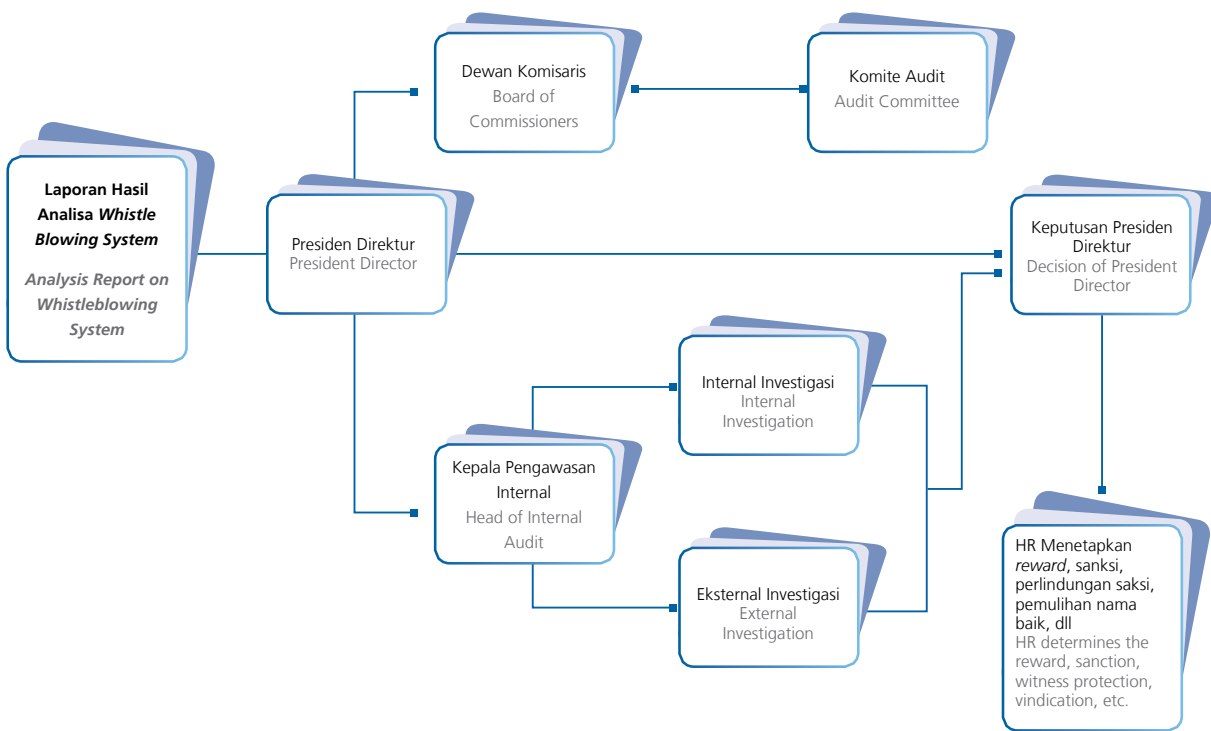 Laporan Hasil
Analisa Whistle
Blowing System
Analysis Report on
Whistleblowing
System
Presiden Direktur
President Director
Dewan Komisaris
Board of
Commissioners
Komite Audit
Audit Committee
Kepala Pengawasan
Internal
Head of Internal
Audit
Internal Investigasi
Internal
Investigation
Eksternal Investigasi
External
Investigation
Keputusan Presiden
Direktur
Decision of President
Director
HR Menetapkan
reward, sanksi,
perlindungan saksi,
pemulihan nama
baik, dll
HR determines the
reward, sanction,
witness protection,
vindication, etc.